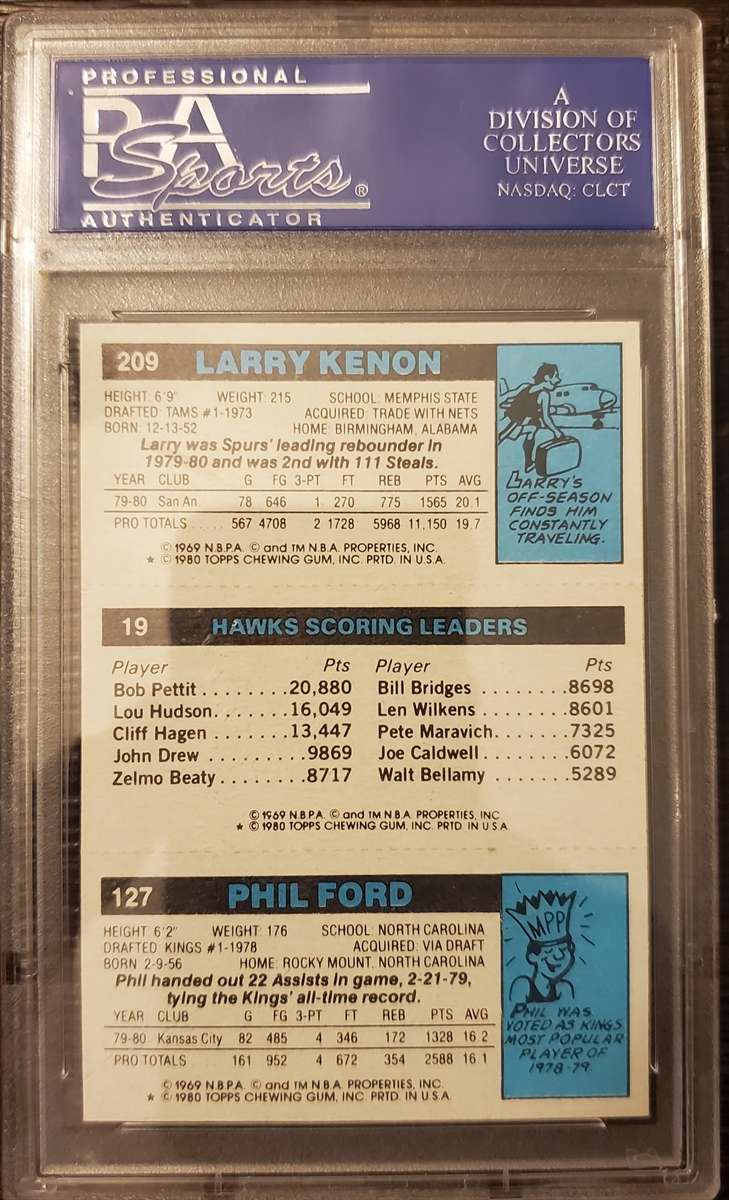 PROFESSIONAL
PSA
Sports®
AUTHENTICATOR
A
DIVISION OF
COLLECTORS
UNIVERSE
NASDAQ: CLCT
209 LARRY KENON
HEIGHT: 6'9" WEIGHT: 215 SCHOOL: MEMPHIS STATE
DRAFTED: TAMS #1-1973 ACQUIRED: TRADE WITH NETS
BORN: 12-13-52 HOME: BIRMINGHAM, ALABAMA
Larry was Spurs' leading rebounder in
1979-80 and was 2nd with 111 Steals.
YEAR CLUB G FG 3-PT FT REB PTS AVG
79-80 San An. 78 646 1 270 775 1565 20.1
PRO TOTALS ..... 567 4708 2 1728 5968 11,150 19.7
© 1969 N.B.P.A. © and TM N.B.A. PROPERTIES, INC.
★ © 1980 TOPPS CHEWING GUM, INC. PRTD. IN U.S.A.
LARRY'S
OFF-SEASON
FINDS HIM
CONSTANTLY
TRAVELING.
19 HAWKS SCORING LEADERS
Player Pts Player Pts
Bob Pettit ........20,880 Bill Bridges ........8698
Lou Hudson.......16,049 Len Wilkens ........8601
Cliff Hagen ........13,447 Pete Maravich.......7325
John Drew .........9869 Joe Caldwell........6072
Zelmo Beaty........8717 Walt Bellamy .......5289
© 1969 N.B.P.A. © and TM N.B.A. PROPERTIES, INC
★ © 1980 TOPPS CHEWING GUM, INC. PRTD IN U S A
127 PHIL FORD
HEIGHT: 6'2" WEIGHT: 176 SCHOOL: NORTH CAROLINA
DRAFTED: KINGS #1-1978 ACQUIRED: VIA DRAFT
BORN 2-9-56 HOME: ROCKY MOUNT, NORTH CAROLINA
Phil handed out 22 Assists in game, 2-21-79,
tying the Kings' all-time record.
YEAR CLUB G FG 3-PT FT REB PTS AVG
79-80 Kansas City 82 485 4 346 172 1328 16.2
PRO TOTALS 161 952 4 672 354 2588 16.1
© 1969 N.B.P.A. © and TM N.B.A. PROPERTIES, INC.
★ © 1980 TOPPS CHEWING GUM, INC. PRTD. IN U.S.A.
MPP
PHIL WAS
VOTED AS KINGS
MOST POPULAR
PLAYER OF
1978-79.